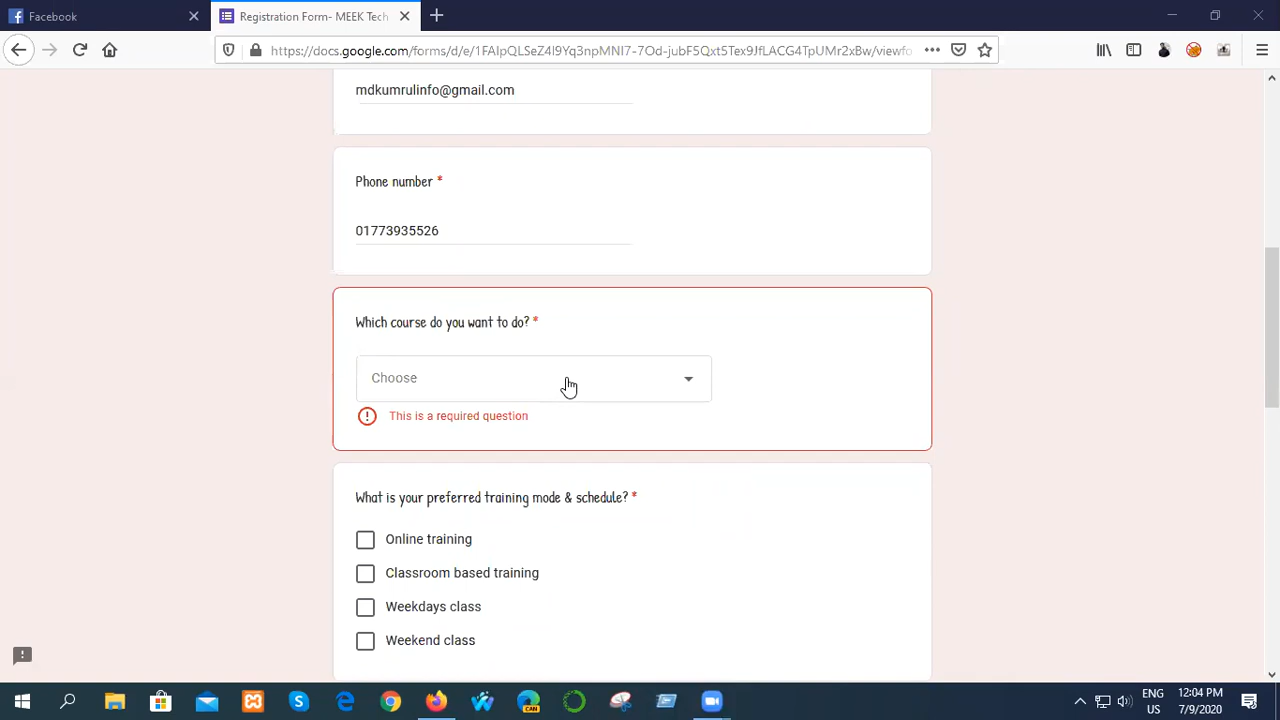 Facebook
Registration Form- MEEK Tech
https://docs.google.com/forms/d/e/1FAIpQLSeZ4l9Yq3npMNI7-7Od-jubF5Qxt5Tex9JfLACG4TpUMr2xBw/viewfo
mdkumrulinfo@gmail.com
Phone number *
01773935526
Which course do you want to do? *
Choose
This is a required question
What is your preferred training mode & schedule? *
Online training
Classroom based training
Weekdays class
Weekend class
ENG
US
12:04 PM
7/9/2020
CAN